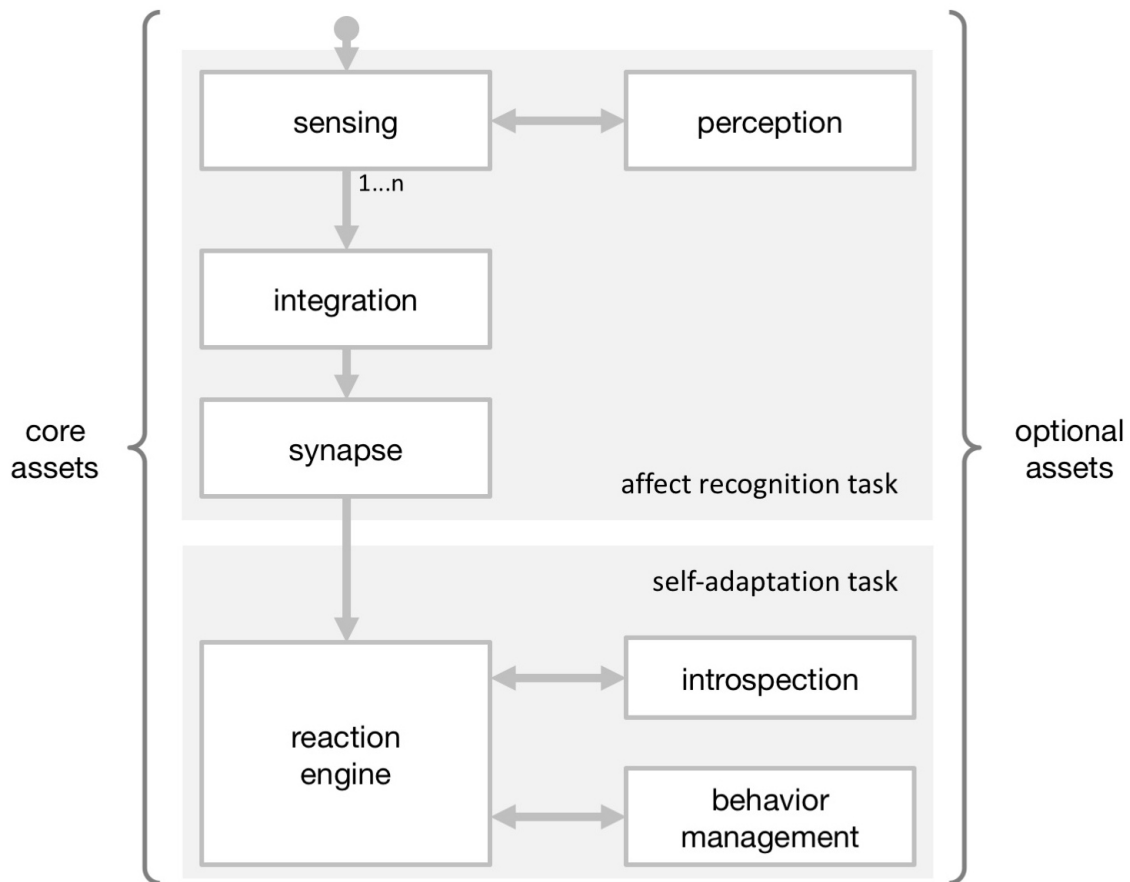 sensing
perception
1...n
integration
synapse
core
assets
optional
assets
affect recognition task
self-adaptation task
introspection
reaction
engine
behavior
management